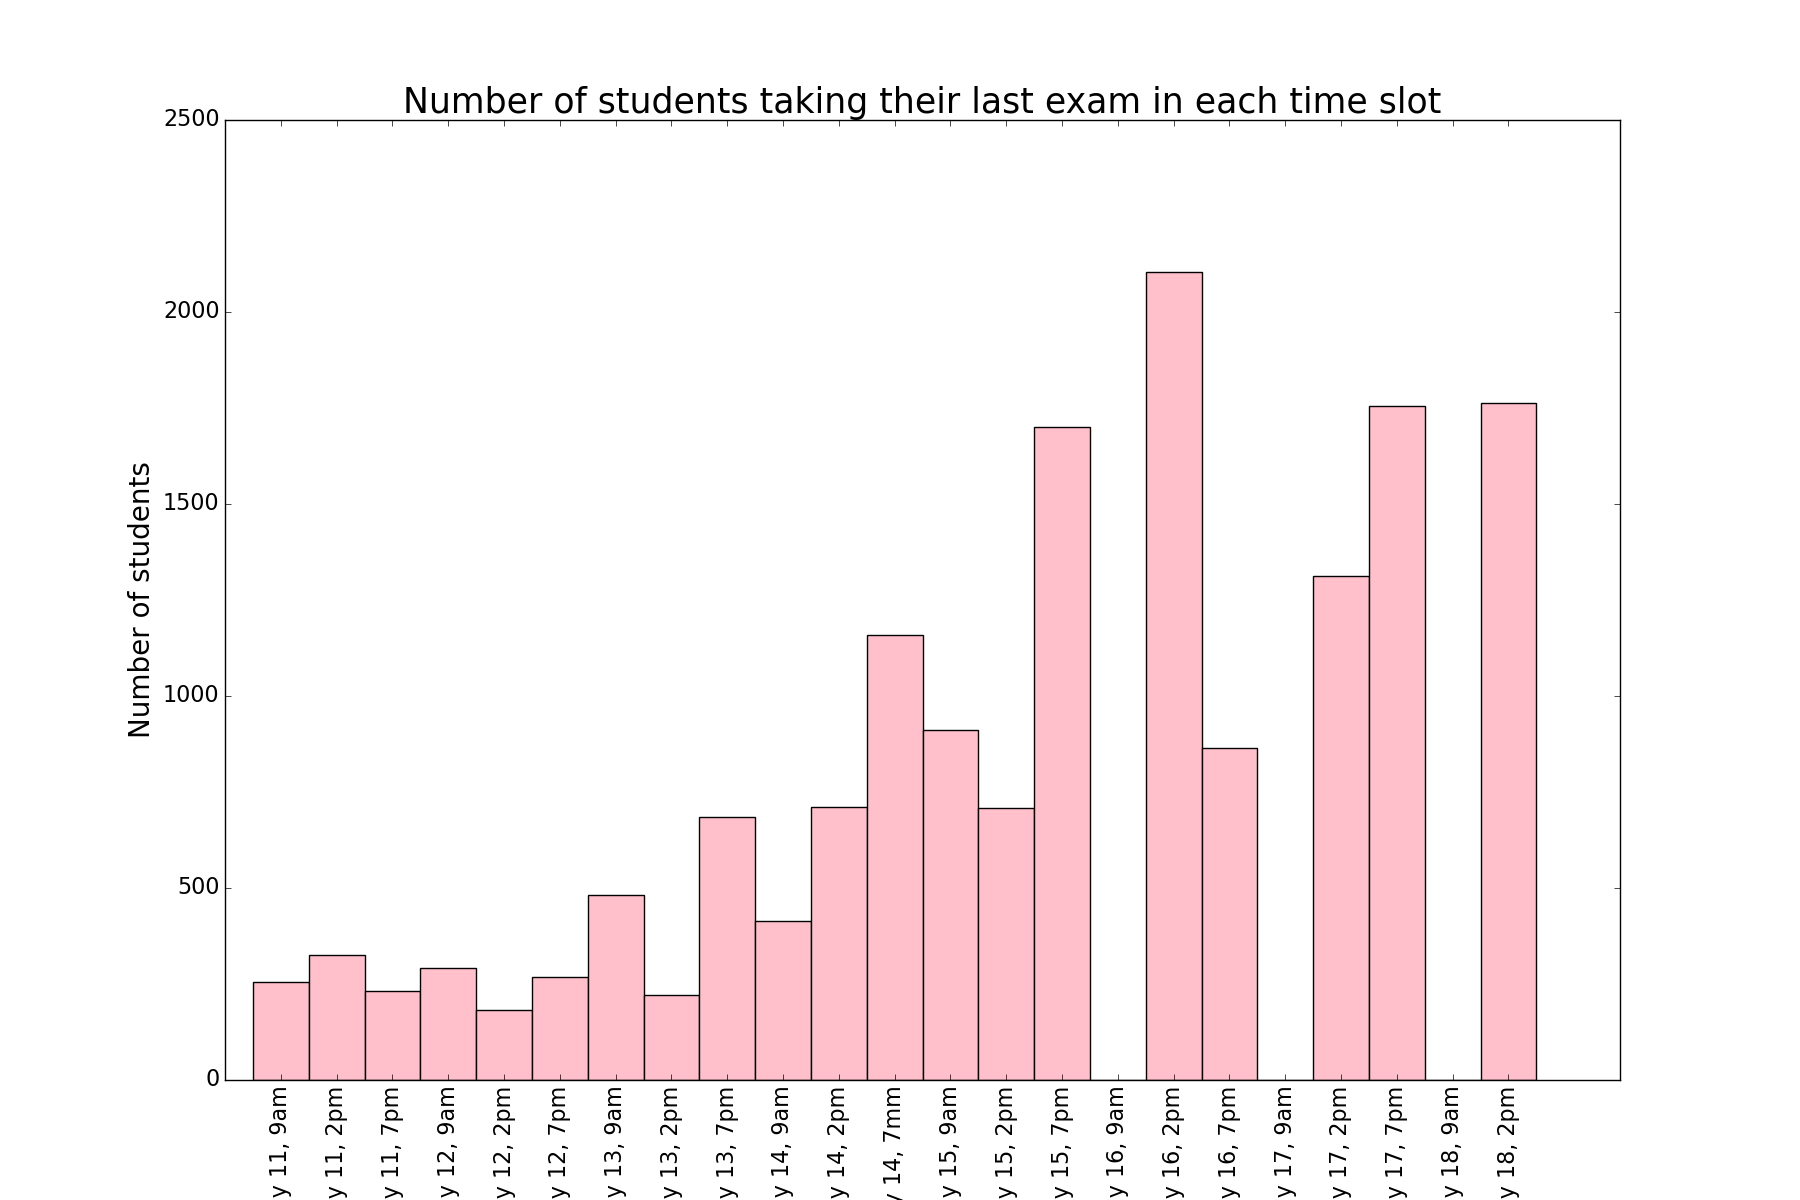 Number of students taking their last exam in each time slot
2500
2000
1500
1000
500
0
Number of students
y 11, 9am
y 11, 2pm
y 11, 7pm
y 12, 9am
y 12, 2pm
y 12, 7pm
y 13, 9am
y 13, 2pm
y 13, 7pm
y 14, 9am
y 14, 2pm
y 14, 7mm
y 15, 9am
y 15, 2pm
y 15, 7pm
y 16, 9am
y 16, 2pm
y 16, 7pm
y 17, 9am
y 17, 2pm
y 17, 7pm
y 18, 9am
y 18, 2pm